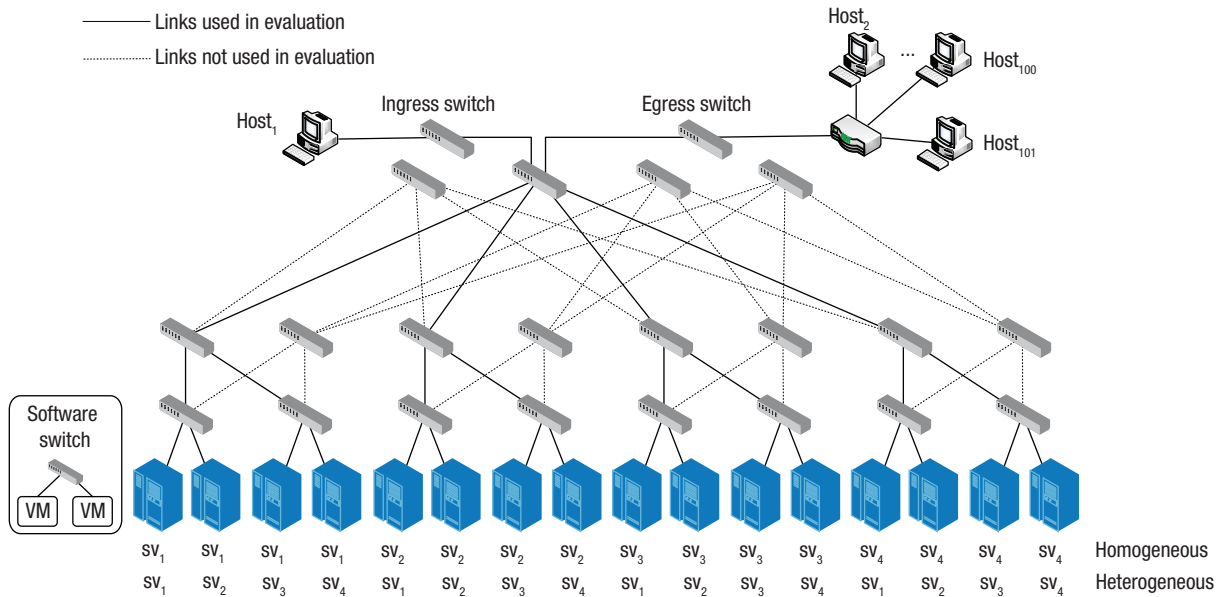 Links used in evaluation
Links not used in evaluation
Host₂
...
Host₁₀₀
Ingress switch
Egress switch
Host₁
Host₁₀₁
Software
switch
VM VM
sv₁ sv₁ sv₁ sv₁ sv₂ sv₂ sv₂ sv₂ sv₃ sv₃ sv₃ sv₃ sv₄ sv₄ sv₄ sv₄ Homogeneous
sv₁ sv₂ sv₃ sv₄ sv₁ sv₂ sv₃ sv₄ sv₁ sv₂ sv₃ sv₄ sv₁ sv₂ sv₃ sv₄ Heterogeneous